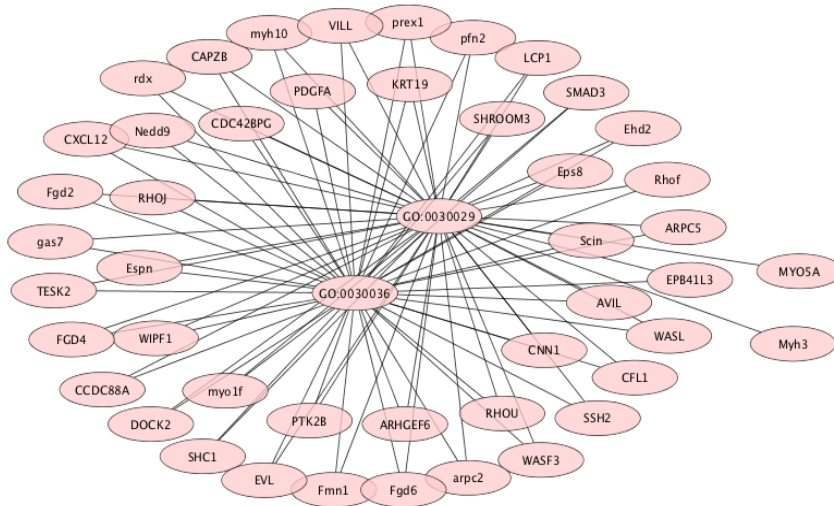 prex1
VILL
myh10
pfn2
CAPZB
LCP1
rdx
PDGFA
KRT19
SMAD3
CXCL12
Nedd9
CDC42BPG
SHROOM3
Ehd2
Eps8
Rhof
Fgd2
RHOJ
GO:0030029
ARPC5
gas7
Scin
Espn
MYO5A
EPB41L3
TESK2
GO:0030036
AVIL
FGD4
WIPF1
WASL
Myh3
CNN1
CFL1
CCDC88A
myo1f
DOCK2
PTK2B
ARHGEF6
RHOU
SSH2
SHC1
WASF3
EVL
Fmn1
Fgd6
arpc2